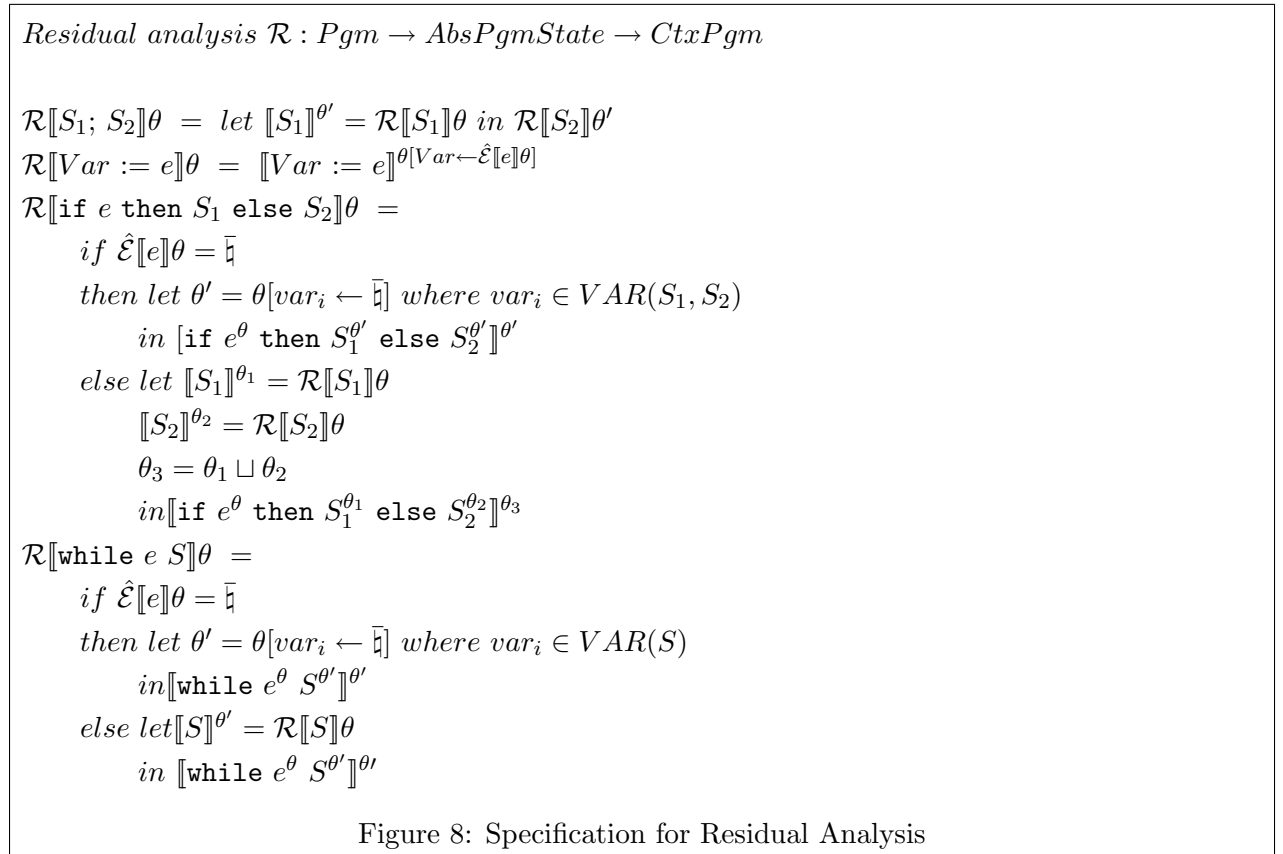 Residual analysis ℛ : Pgm → AbsPgmState → CtxPgm
ℛ⟦S₁; S₂⟧θ = let ⟦S₁⟧^θ′ = ℛ⟦S₁⟧θ in ℛ⟦S₂⟧θ′
ℛ⟦Var := e⟧θ = ⟦Var := e⟧^θ[Var←ℰ̂⟦e⟧θ]
ℛ⟦if e then S₁ else S₂⟧θ =
if ℰ̂⟦e⟧θ = ♮̄
then let θ′ = θ[varᵢ ← ♮̄] where varᵢ ∈ VAR(S₁, S₂)
in [if e^θ then S₁^θ′ else S₂^θ′⟧^θ′
else let ⟦S₁⟧^θ₁ = ℛ⟦S₁⟧θ
⟦S₂⟧^θ₂ = ℛ⟦S₂⟧θ
θ₃ = θ₁ ⊔ θ₂
in⟦if e^θ then S₁^θ₁ else S₂^θ₂⟧^θ₃
ℛ⟦while e S⟧θ =
if ℰ̂⟦e⟧θ = ♮̄
then let θ′ = θ[varᵢ ← ♮̄] where varᵢ ∈ VAR(S)
in⟦while e^θ S^θ′⟧^θ′
else let⟦S⟧^θ′ = ℛ⟦S⟧θ
in ⟦while e^θ S^θ′⟧^θ′
Figure 8: Specification for Residual Analysis